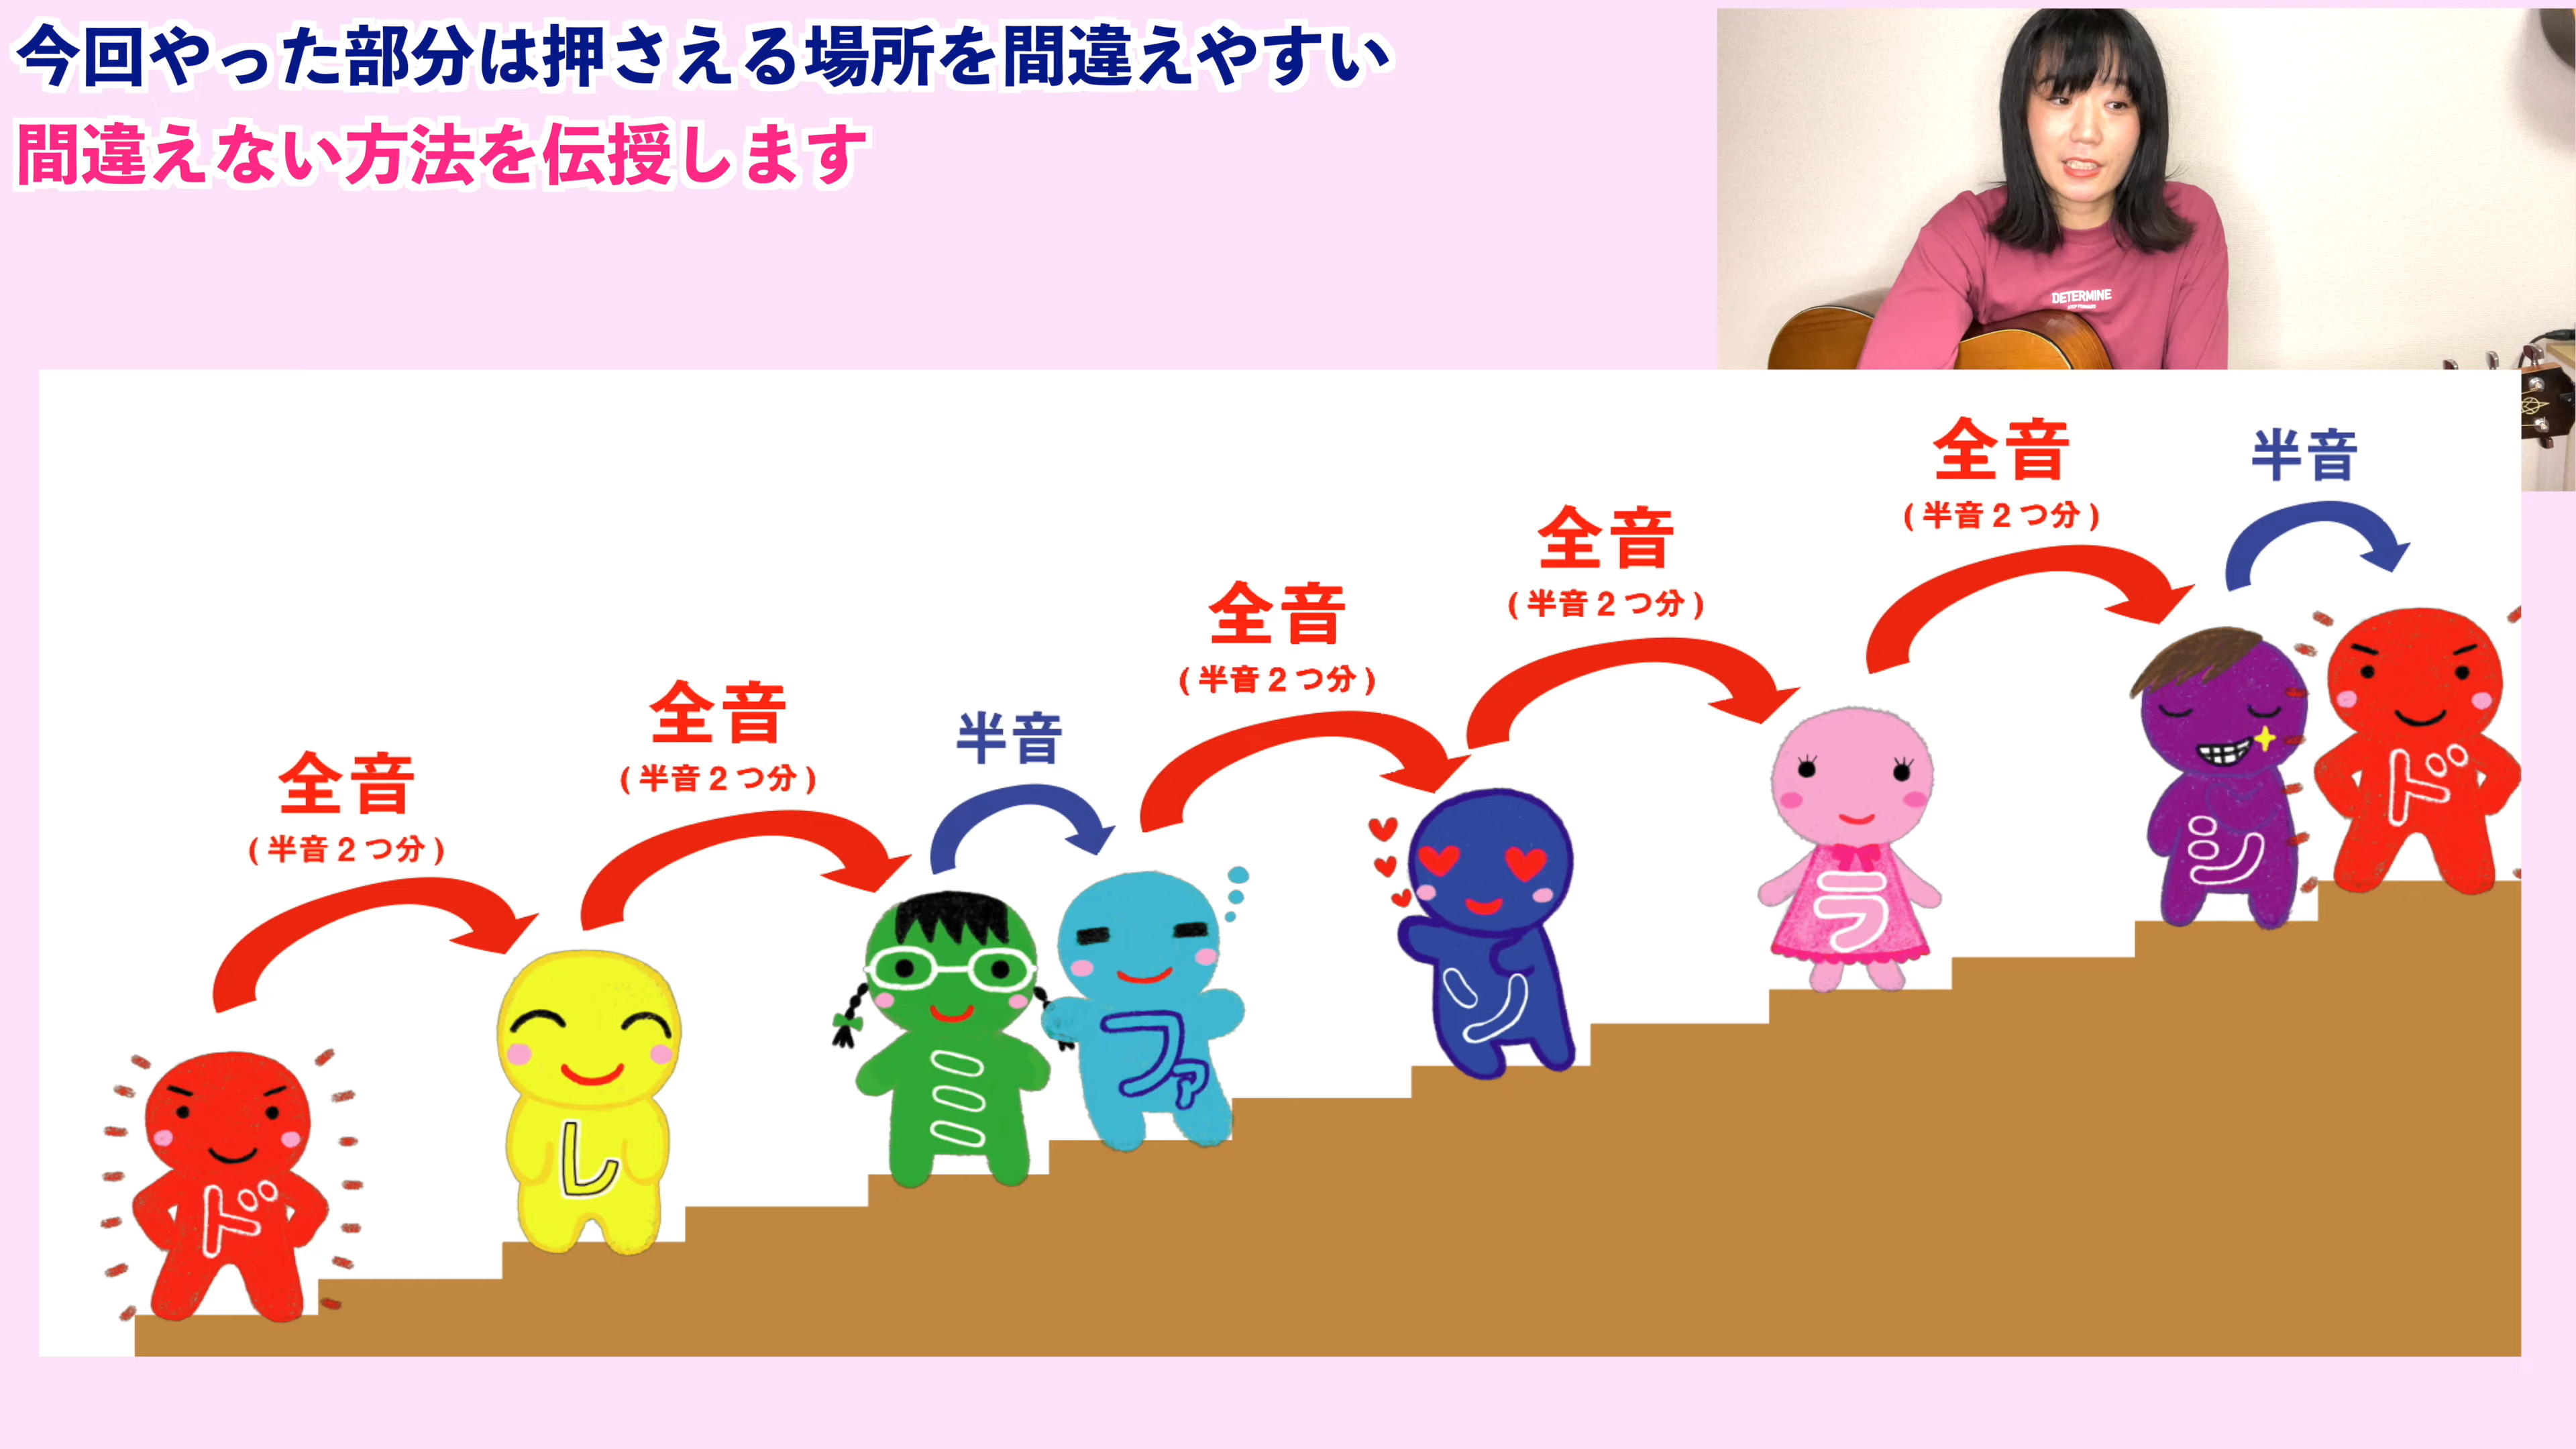 今回やった部分は押さえる場所を間違えやすい
間違えない方法を伝授します
DETERMINE
全音
(半音2つ分)
半音
全音
(半音2つ分)
全音
(半音2つ分)
全音
(半音2つ分)
半音
全音
(半音2つ分)
ド
レ
ミ
ファ
ソ
ラ
シ
ド